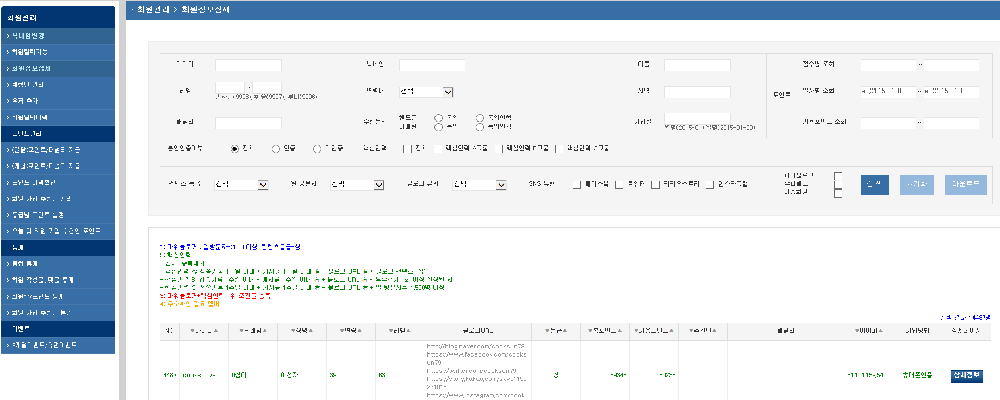 회원관리
> 닉네임변경
> 회원탈퇴기능
> 회원정보상세
> 체험단 관리
> 유저 추가
> 회원탈퇴이력
포인트관리
> (일괄)포인트/패널티 지급
> (개별)포인트/패널티 지급
> 포인트 이력확인
> 회원 가입 추천인 관리
> 등급별 포인트 설정
> 오늘 및 회원 가입 추천인 포인트
통계
> 통합 통계
> 회원 작성글, 댓글 통계
> 회원수/포인트 통계
> 회원 가입 추천인 통계
이벤트
> 9개월이벤트/휴면이벤트
· 회원관리 > 회원정보상세
아이디 닉네임 이름 점수별 조회 ~
레벨 ~ 연령대 선택 지역 포인트 일자별 조회 ex)2015-01-09 ~ ex)2015-01-09
기자단(9998), 휘슬(9997), 루나(9996)
패널티 수신동의 핸드폰 동의 동의안함 가입일 가용포인트 조회 ~
이메일 동의 동의안함 월별(2015-01) 일별(2015-01-09)
본인인증여부 전체 인증 미인증 핵심인력 전체 핵심인력 A그룹 핵심인력 B그룹 핵심인력 C그룹
컨텐츠 등급 선택 일 방문자 선택 블로그 유형 선택 SNS 유형 페이스북 트위터 카카오스토리 인스타그램
파워블로그
슈퍼패스
이중회원
검 색 초기화 다운로드
1) 파워블로거 : 일방문자-2000 이상, 컨텐츠등급-상
2) 핵심인력
- 전체: 중복제거
- 핵심인력 A: 접속기록 1주일 이내 + 게시글 1주일 이내 有 + 블로그 URL 有 + 블로그 컨텐츠 '상'
- 핵심인력 B: 접속기록 1주일 이내 + 게시글 1주일 이내 有 + 블로그 URL 有 + 우수후기 1회 이상 선정된 자
- 핵심인력 C: 접속기록 1주일 이내 + 게시글 1주일 이내 有 + 블로그 URL 有 + 일 방문자수 1,500명 이상
3) 파워블로거+핵심인력 : 위 조건들 충족
4) 주소확인 필요 멤버
검색 결과 : 4487명
NO ▼아이디▲ ▼닉네임▲ ▼성명▲ ▼연령▲ ▼레벨▲ 블로그URL ▼등급▲ ▼총포인트▲ ▼가용포인트▲ ▼추천인▲ 패널티 ▼아이피▲ 가입방법 상세페이지
http://blog.naver.com/cooksun79
https://www.facebook.com/cooks
un79
https://twitter.com/cooksun79
4487 cooksun79 0심이 이선자 39 63 상 39348 30235 61.101.159.54 휴대폰인증 상세정보
https://story.kakao.com/sky01199
221013
https://www.instagram.com/cook